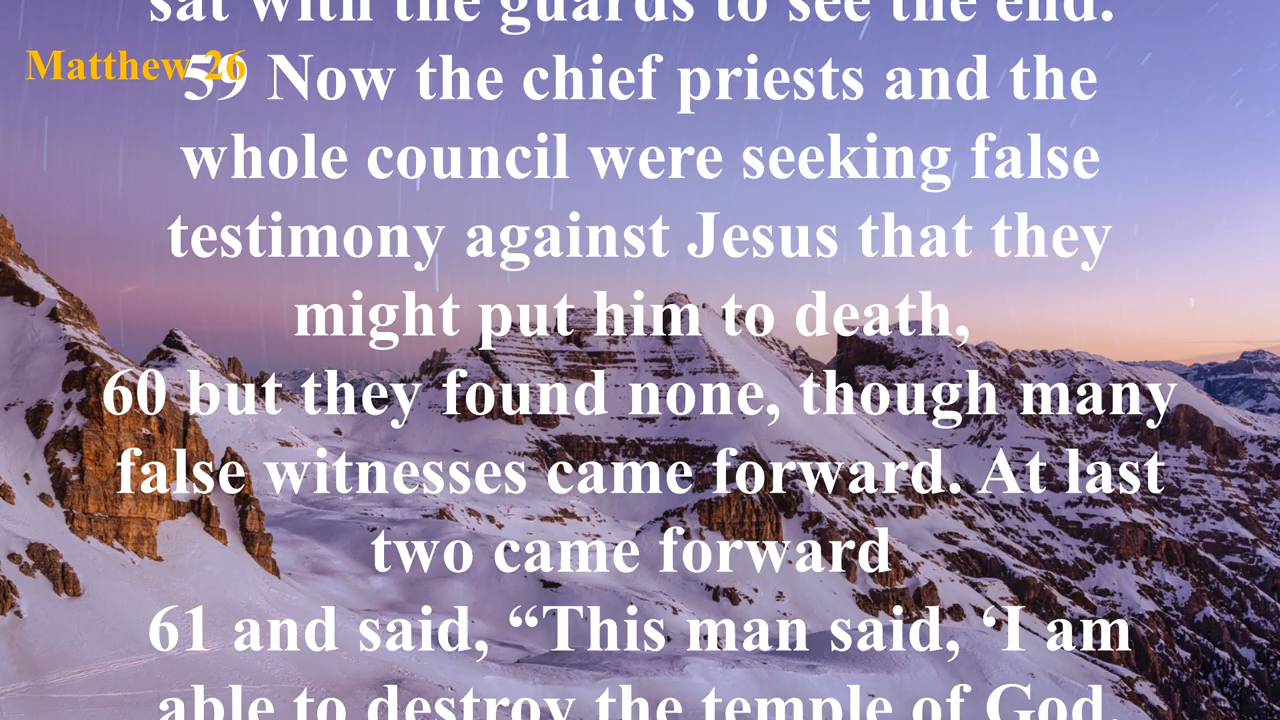 sat with the guards to see the end.
Matthew 26
59 Now the chief priests and the
whole council were seeking false
testimony against Jesus that they
might put him to death,
60 but they found none, though many
false witnesses came forward. At last
two came forward
61 and said, “This man said, ‘I am
able to destroy the temple of God,